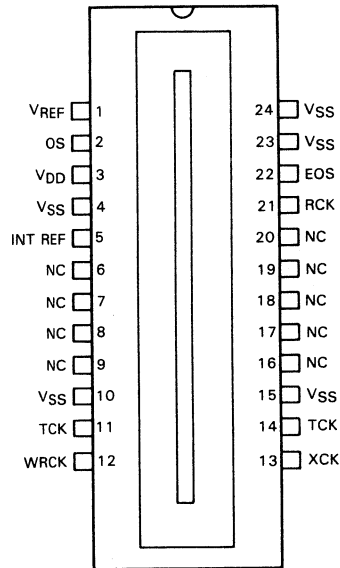 VREF 1 24 VSS
OS 2 23 VSS
VDD 3 22 EOS
VSS 4 21 RCK
INT REF 5 20 NC
NC 6 19 NC
NC 7 18 NC
NC 8 17 NC
NC 9 16 NC
VSS 10 15 VSS
TCK 11 14 TCK
WRCK 12 13 XCK